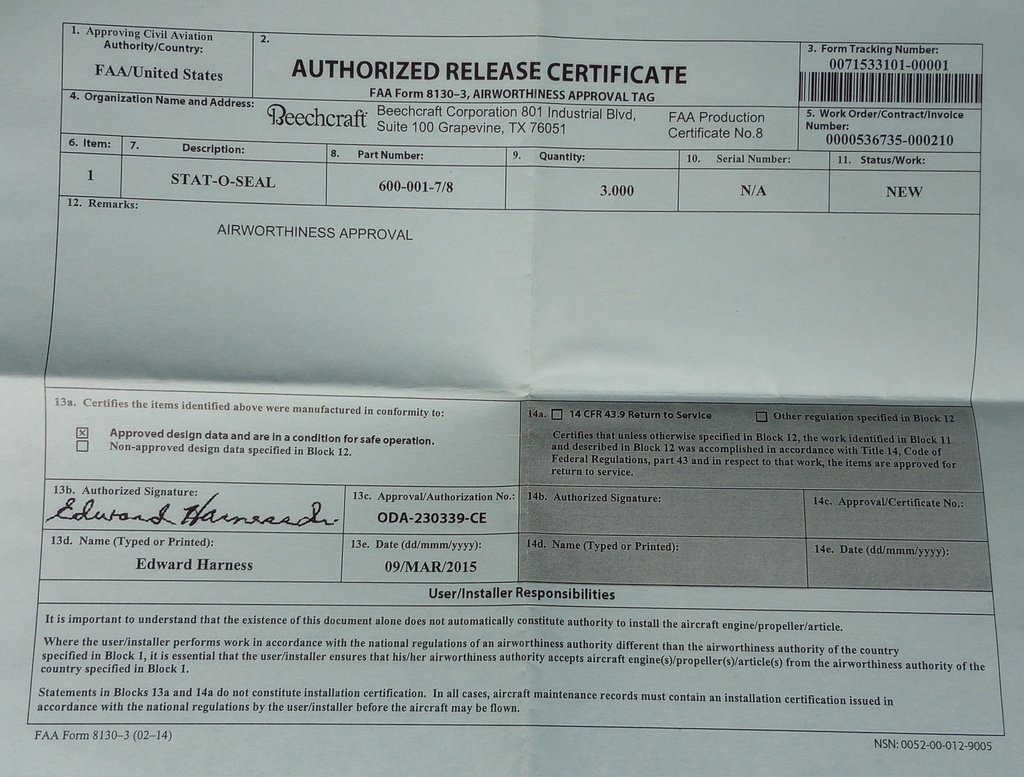 1. Approving Civil Aviation
Authority/Country:
FAA/United States
2.
AUTHORIZED RELEASE CERTIFICATE
FAA Form 8130–3, AIRWORTHINESS APPROVAL TAG
3. Form Tracking Number:
0071533101-00001
4. Organization Name and Address:
Beechcraft
Beechcraft Corporation 801 Industrial Blvd,
Suite 100 Grapevine, TX 76051
FAA Production
Certificate No.8
5. Work Order/Contract/Invoice
Number:
0000536735-000210
6. Item: 7. Description: 8. Part Number: 9. Quantity: 10. Serial Number: 11. Status/Work:
1 STAT-O-SEAL 600-001-7/8 3.000 N/A NEW
12. Remarks:
AIRWORTHINESS APPROVAL
13a. Certifies the items identified above were manufactured in conformity to:
Approved design data and are in a condition for safe operation.
Non-approved design data specified in Block 12.
14a. 14 CFR 43.9 Return to Service Other regulation specified in Block 12
Certifies that unless otherwise specified in Block 12, the work identified in Block 11
and described in Block 12 was accomplished in accordance with Title 14, Code of
Federal Regulations, part 43 and in respect to that work, the items are approved for
return to service.
13b. Authorized Signature:
Edward Harness Jr.
13c. Approval/Authorization No.:
ODA-230339-CE
14b. Authorized Signature:
14c. Approval/Certificate No.:
13d. Name (Typed or Printed):
Edward Harness
13e. Date (dd/mmm/yyyy):
09/MAR/2015
14d. Name (Typed or Printed):
14e. Date (dd/mmm/yyyy):
User/Installer Responsibilities
It is important to understand that the existence of this document alone does not automatically constitute authority to install the aircraft engine/propeller/article.
Where the user/installer performs work in accordance with the national regulations of an airworthiness authority different than the airworthiness authority of the country
specified in Block 1, it is essential that the user/installer ensures that his/her airworthiness authority accepts aircraft engine(s)/propeller(s)/article(s) from the airworthiness authority of the
country specified in Block 1.
Statements in Blocks 13a and 14a do not constitute installation certification. In all cases, aircraft maintenance records must contain an installation certification issued in
accordance with the national regulations by the user/installer before the aircraft may be flown.
FAA Form 8130–3 (02-14)
NSN: 0052-00-012-9005